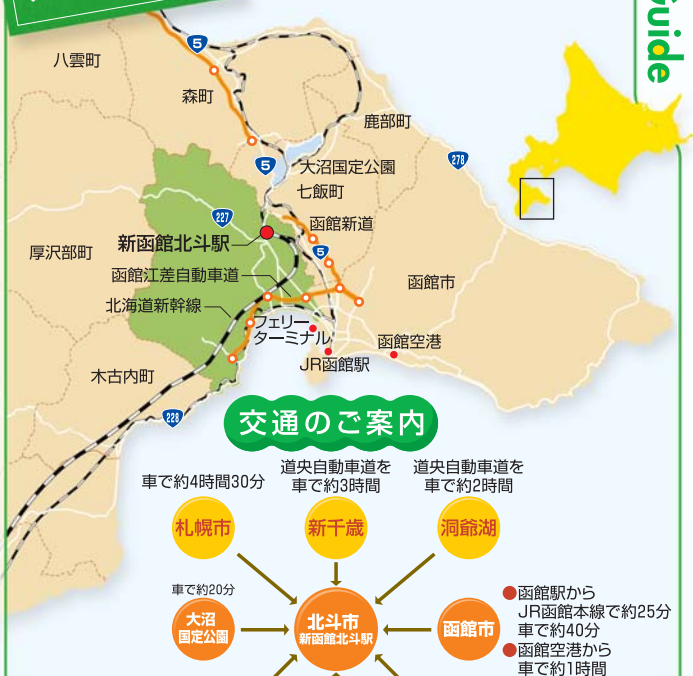 Guide
5
八雲町
森町
鹿部町
5
278
大沼国定公園
七飯町
227
函館新道
新函館北斗駅
5
厚沢部町
函館江差自動車道
函館市
北海道新幹線
フェリー
ターミナル
函館空港
JR函館駅
木古内町
228
交通のご案内
車で約4時間30分
道央自動車道を
車で約3時間
道央自動車道を
車で約2時間
札幌市
新千歳
洞爺湖
車で約20分
大沼
国定公園
北斗市
新函館北斗駅
函館市
●函館駅から
JR函館本線で約25分
車で約40分
●函館空港から
車で約1時間